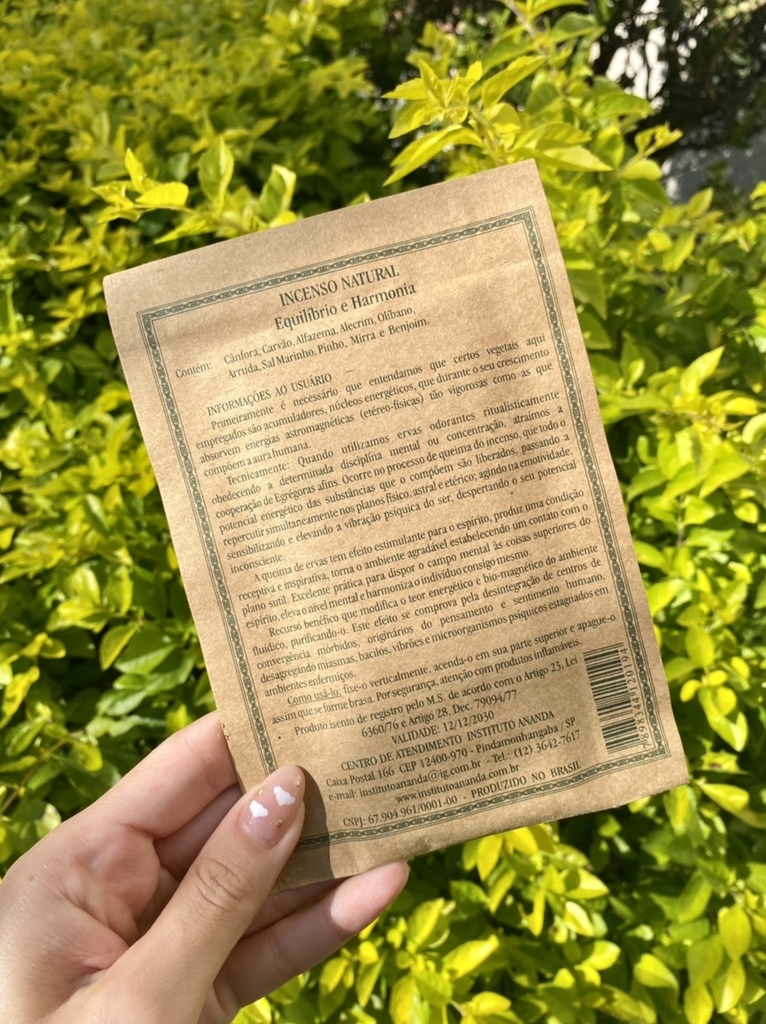 INCENSO NATURAL
Equilíbrio e Harmonia
Contém: Cânfora, Carvão, Alfazema, Alecrim, Olíbano,
Arruda, Sal Marinho, Pinho, Mirra e Benjoim.
INFORMAÇÕES AO USUÁRIO
Primeiramente é necessário que entendamos que certos vegetais aqui
empregados são acumuladores, núcleos energéticos, que durante o seu crescimento
absorvem energias astromagnéticas (etéreo-físicas) tão vigorosas como as que
compõem a aura humana.
Tecnicamente: Quando utilizamos ervas odorantes ritualisticamente
obedecendo a determinada disciplina mental ou concentração, atraímos a
cooperação de Egrégoras afins. Ocorre no processo de queima do incenso, que todo o
potencial energético das substâncias que o compõem são liberados, passando a
repercutir simultaneamente nos planos físico, astral e etérico; agindo na emotividade,
sensibilizando e elevando a vibração psíquica do ser, despertando o seu potencial
inconsciente.
A queima de ervas tem efeito estimulante para o espírito, produz uma condição
receptiva e inspirativa, torna o ambiente agradável estabelecendo um contato com o
plano sutil. Excelente prática para dispor o campo mental às coisas superiores do
espírito, eleva o nível mental e harmoniza o indivíduo consigo mesmo.
Recurso benéfico que modifica o teor energético e bio-magnético do ambiente
fluídico, purificando-o. Este efeito se comprova pela desintegração de centros de
convergência mórbidos, originários do pensamento e sentimento humano,
desagregando miasmas, bacilos, vibriões e microorganismos psíquicos estagnados em
ambientes enfermiços.
Como usá-lo: fixe-o verticalmente, acenda-o em sua parte superior e apague-o
assim que se forme brasa. Por segurança, atenção com produtos inflamáveis.
Produto isento de registro pelo M.S. de acordo com o Artigo 23, Lei
6360/76 e Artigo 28, Dec. 79094/77
VALIDADE: 12/12/2030
CENTRO DE ATENDIMENTO INSTITUTO ANANDA
Caixa Postal 166 CEP 12400-970 - Pindamonhangaba / SP
e-mail: institutoananda@ig.com.br - Tel.: (12) 3642-7617
www.institutoananda.com.br
CNPJ: 67.904.961/0001-00 - PRODUZIDO NO BRASIL